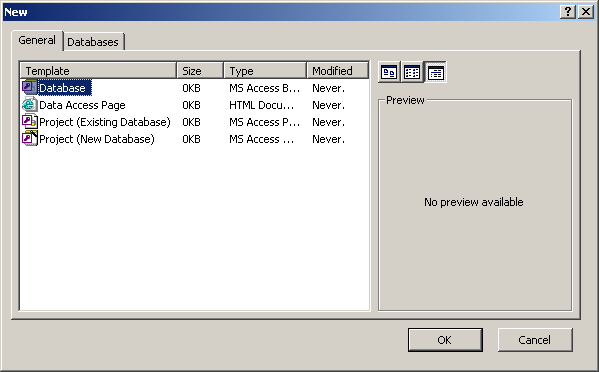 New
General Databases
Template Size Type Modified
Database 0KB MS Access B... Never.
Data Access Page 0KB HTML Docu... Never.
Project (Existing Database) 0KB MS Access P... Never.
Project (New Database) 0KB MS Access ... Never.
Preview
No preview available
OK Cancel